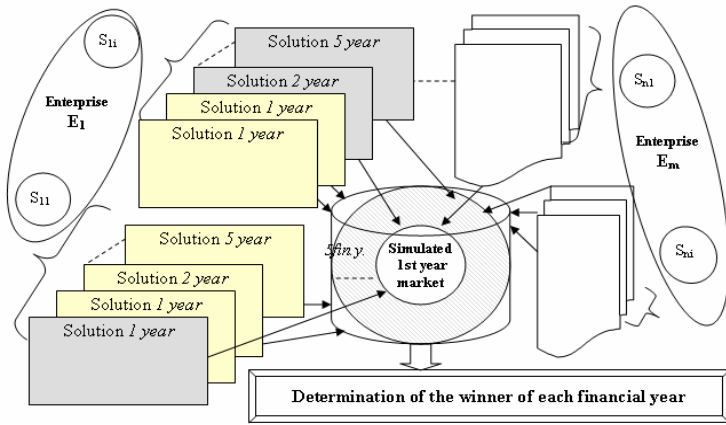 S1i
Enterprise
E1
S11
Solution 5 year
Solution 2 year
Solution 1 year
Solution 1 year
Solution 5 year
Solution 2 year
Solution 1 year
Solution 1 year
5fin y.
Simulated
1st year
market
Sn1
Enterprise
Em
Sni
Determination of the winner of each financial year